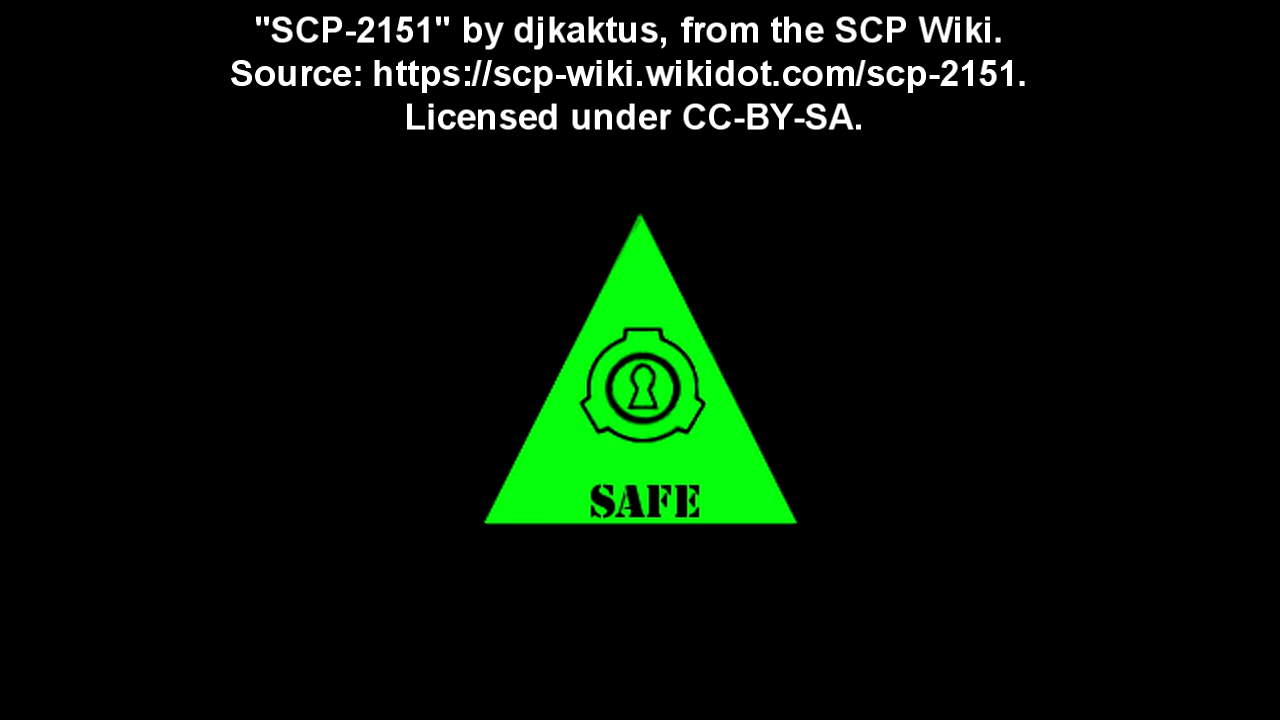 "SCP-2151" by djkaktus, from the SCP Wiki.
Source: https://scp-wiki.wikidot.com/scp-2151.
Licensed under CC-BY-SA.
SAFE